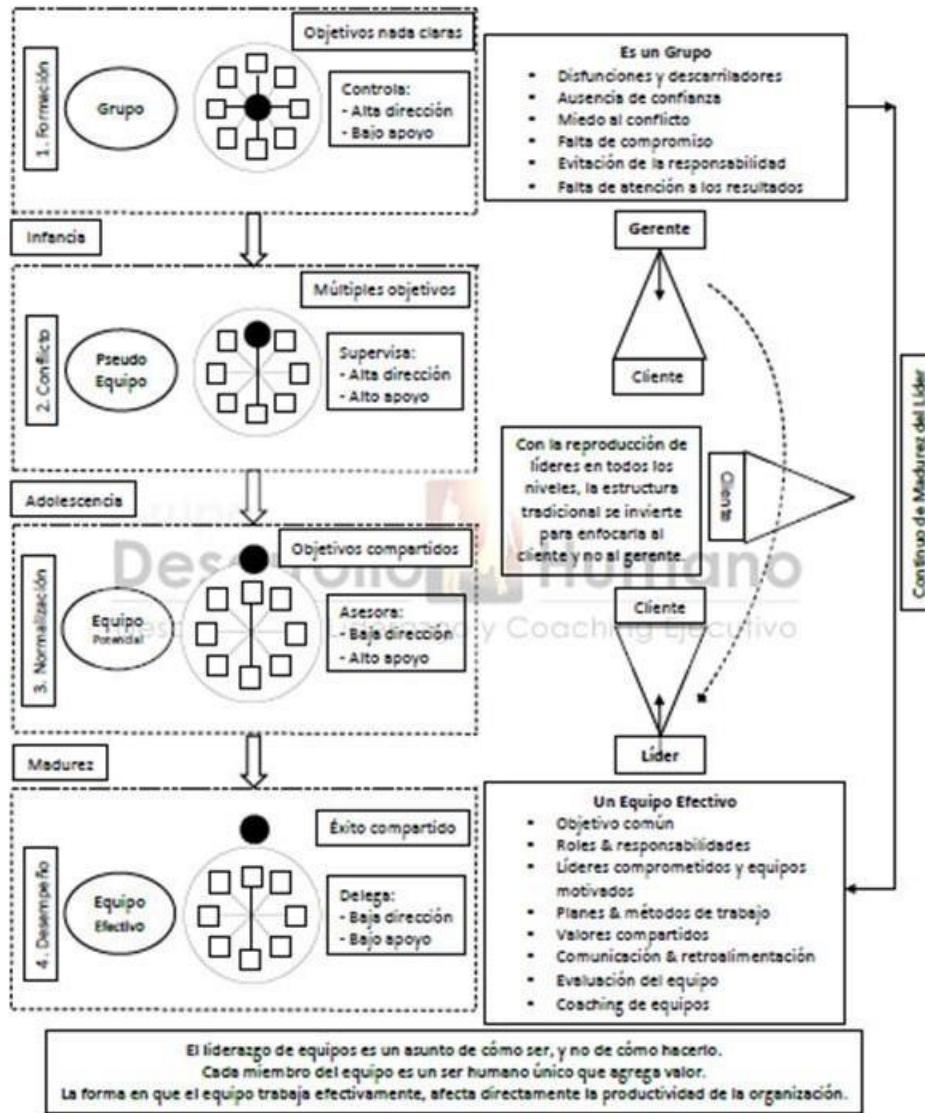 Objetivos nada claras
1. Formación
Grupo
Controla:
- Alta dirección
- Bajo apoyo
Infancia
Múltiples objetivos
2. Conflicto
Pseudo
Equipo
Supervisa:
- Alta dirección
- Alto apoyo
Adolescencia
Objetivos compartidos
3. Normalización
Equipo
Potencial
Asesora:
- Baja dirección
- Alto apoyo
Madurez
Éxito compartido
4. Desempeño
Equipo
Efectivo
Delega:
- Baja dirección
- Bajo apoyo
Es un Grupo
• Disfunciones y descarriladores
• Ausencia de confianza
• Miedo al conflicto
• Falta de compromiso
• Evitación de la responsabilidad
• Falta de atención a los resultados
Gerente
Cliente
Con la reproducción de
líderes en todos los
niveles, la estructura
tradicional se invierte
para enfocarla al
cliente y no al gerente
Cliente
Cliente
Líder
Continuo de Madurez del Líder
Un Equipo Efectivo
• Objetivo común
• Roles & responsabilidades
• Líderes comprometidos y equipos
motivados
• Planes & métodos de trabajo
• Valores compartidos
• Comunicación & retroalimentación
• Evaluación del equipo
• Coaching de equipos
Humano
y Coaching Ejecutivo
El liderazgo de equipos es un asunto de cómo ser, y no de cómo hacerlo.
Cada miembro del equipo es un ser humano único que agrega valor.
La forma en que el equipo trabaja efectivamente, afecta directamente la productividad de la organización.